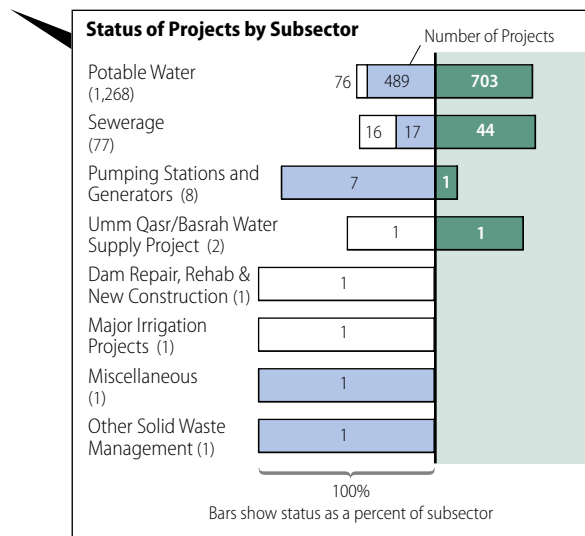 Status of Projects by Subsector
Number of Projects
Potable Water
(1,268)
76
489
703
Sewerage
(77)
16
17
44
Pumping Stations and
Generators (8)
7
1
Umm Qasr/Basrah Water
Supply Project (2)
1
1
Dam Repair, Rehab &
New Construction (1)
1
Major Irrigation
Projects (1)
1
Miscellaneous
(1)
1
Other Solid Waste
Management (1)
1
100%
Bars show status as a percent of subsector